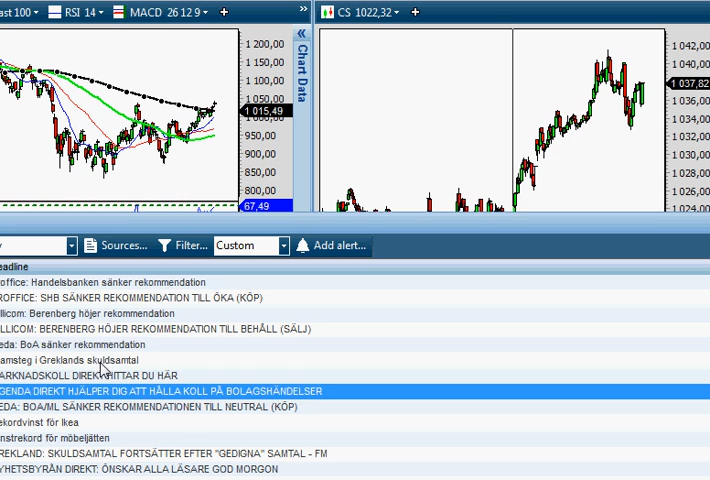 ast 100 RSI 14 MACD 26 12 9 + »
CS 1022,32 +
1 200,00
1 150,00
1 100,00
1 050,00
1 015,49
1 000,00
950,00
900,00
850,00
800,00
67,49
« Chart Data
1 042,00
1 040,00
1 037,82
1 036,00
1 034,00
1 032,00
1 030,00
1 028,00
1 026,00
1 024,00
y Sources... Filter... Custom Add alert...
eadline
office: Handelsbanken sänker rekommendation
ROFFICE: SHB SÄNKER REKOMMENDATION TILL ÖKA (KÖP)
llicom: Berenberg höjer rekommendation
LLICOM: BERENBERG HÖJER REKOMMENDATION TILL BEHÅLL (SÄLJ)
eda: BoA sänker rekommendation
amsteg i Greklands skuldsamtal
ARKNADSKOLL DIREKT HITTAR DU HÄR
GENDA DIREKT HJÄLPER DIG ATT HÅLLA KOLL PÅ BOLAGSHÄNDELSER
EDA: BOA/ML SÄNKER REKOMMENDATIONEN TILL NEUTRAL (KÖP)
ekordvinst för Ikea
nstrekord för möbeljätten
REKLAND: SKULDSAMTAL FORTSÄTTER EFTER "GEDIGNA" SAMTAL - FM
YHETSBYRÅN DIREKT: ÖNSKAR ALLA LÄSARE GOD MORGON